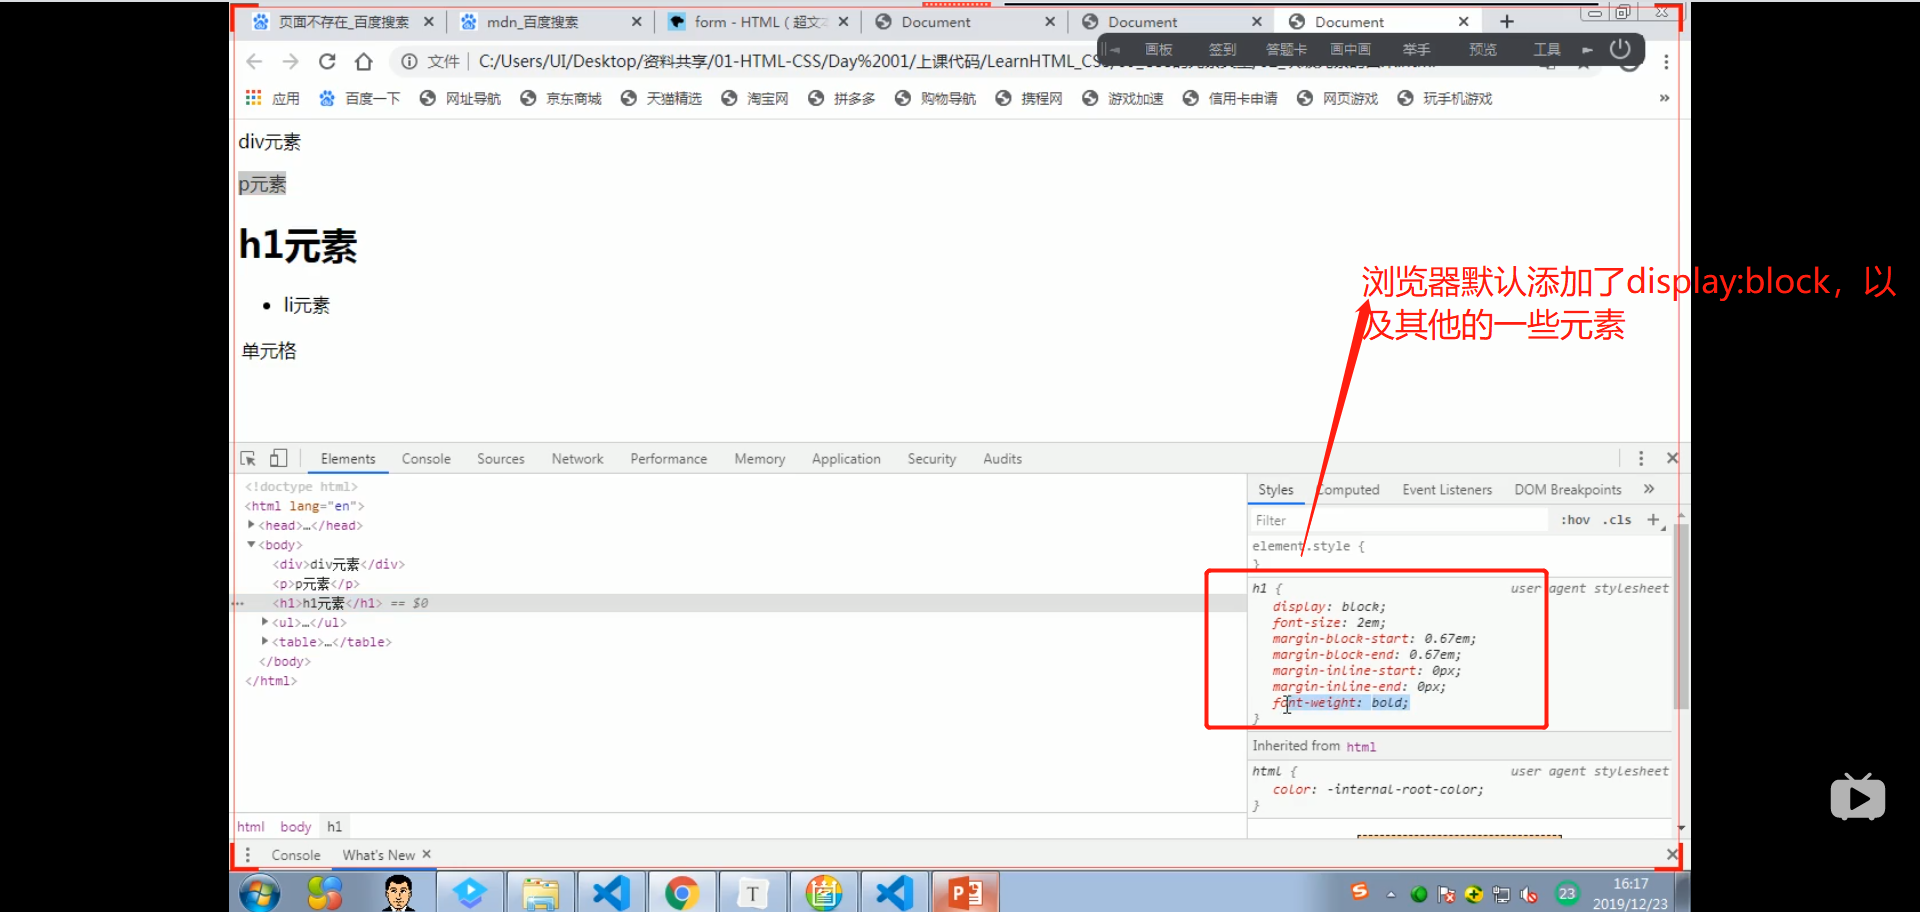 页面不存在_百度搜索
mdn_百度搜索
form - HTML（超文
Document
Document
Document
画板 签到 答题卡 画中画 举手 预览 工具
文件 C:/Users/UI/Desktop/资料共享/01-HTML-CSS/Day%2001/上课代码/LearnHTML_CS
应用 百度一下 网址导航 京东商城 天猫精选 淘宝网 拼多多 购物导航 携程网 游戏加速 信用卡申请 网页游戏 玩手机游戏 »
div元素
p元素
h1元素
• li元素
单元格
浏览器默认添加了display:block，以
及其他的一些元素
Elements Console Sources Network Performance Memory Application Security Audits
<!doctype html>
<html lang="en">
<head>…</head>
<body>
<div>div元素</div>
<p>p元素</p>
<h1>h1元素</h1> == $0
<ul>…</ul>
<table>…</table>
</body>
</html>
Styles Computed Event Listeners DOM Breakpoints »
Filter :hov .cls +
element.style {
}
h1 { user agent stylesheet
display: block;
font-size: 2em;
margin-block-start: 0.67em;
margin-block-end: 0.67em;
margin-inline-start: 0px;
margin-inline-end: 0px;
font-weight: bold;
}
Inherited from html
html { user agent stylesheet
color: -internal-root-color;
}
html body h1
Console What's New
T
P
S
23
16:17
2019/12/23